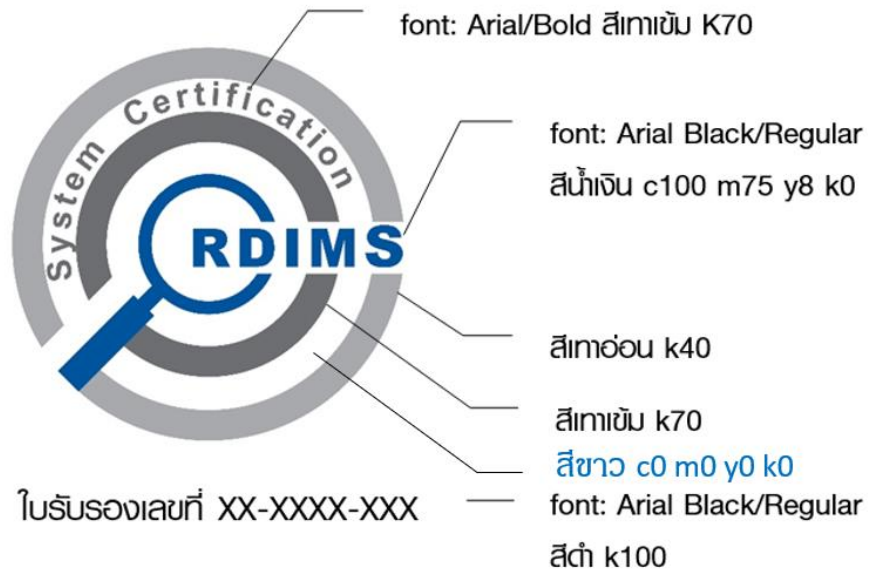 font: Arial/Bold สีเทาเข้ม K70
System Certification
font: Arial Black/Regular
สีน้ำเงิน c100 m75 y8 k0
RDIMS
สีเทาอ่อน k40
สีเทาเข้ม k70
สีขาว c0 m0 y0 k0
ใบรับรองเลขที่ XX-XXXX-XXX
font: Arial Black/Regular
สีดำ k100